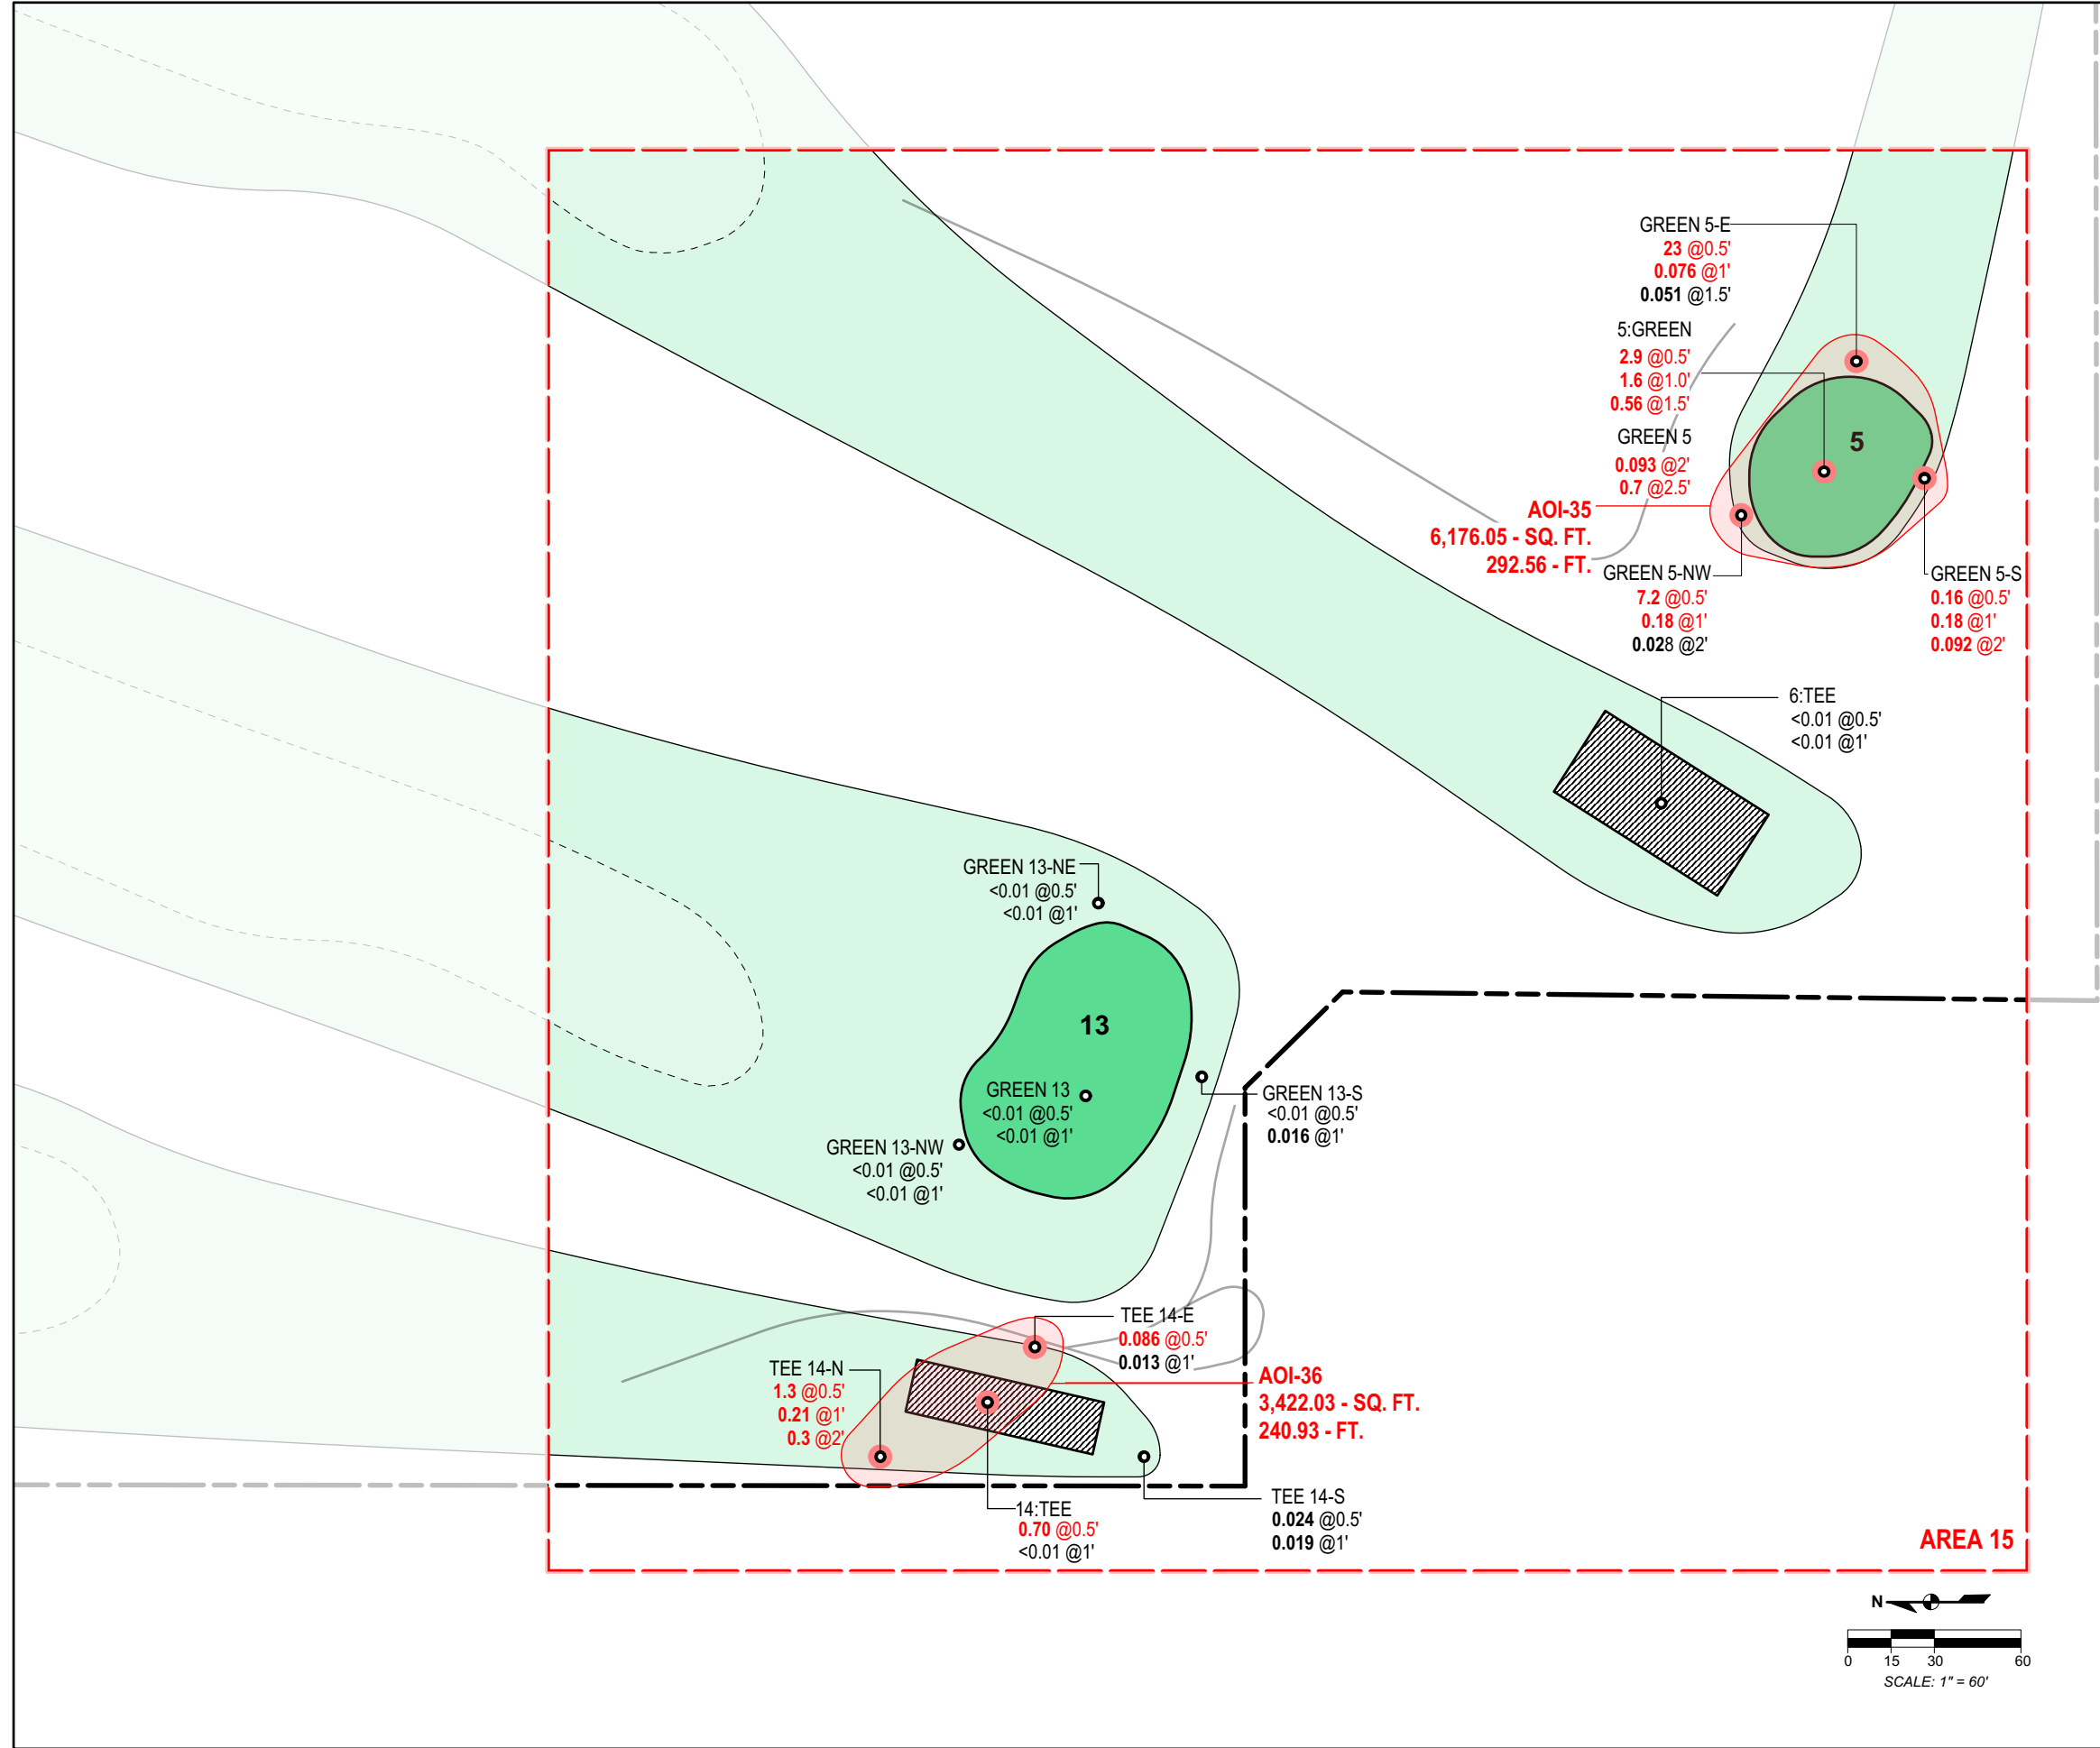 GREEN 5-E
23 @0.5'
0.076 @1'
0.051 @1.5'
5:GREEN
2.9 @0.5'
1.6 @1.0'
0.56 @1.5'
GREEN 5
0.093 @2'
0.7 @2.5'
5
AOI-35
6,176.05 - SQ. FT.
292.56 - FT.
GREEN 5-NW
7.2 @0.5'
0.18 @1'
0.028 @2'
GREEN 5-S
0.16 @0.5'
0.18 @1'
0.092 @2'
6:TEE
<0.01 @0.5'
<0.01 @1'
GREEN 13-NE
<0.01 @0.5'
<0.01 @1'
13
GREEN 13
<0.01 @0.5'
<0.01 @1'
GREEN 13-S
<0.01 @0.5'
0.016 @1'
GREEN 13-NW
<0.01 @0.5'
<0.01 @1'
TEE 14-E
0.086 @0.5'
0.013 @1'
TEE 14-N
1.3 @0.5'
0.21 @1'
0.3 @2'
AOI-36
3,422.03 - SQ. FT.
240.93 - FT.
14:TEE
0.70 @0.5'
<0.01 @1'
TEE 14-S
0.024 @0.5'
0.019 @1'
AREA 15
N
0 15 30 60
SCALE: 1" = 60'